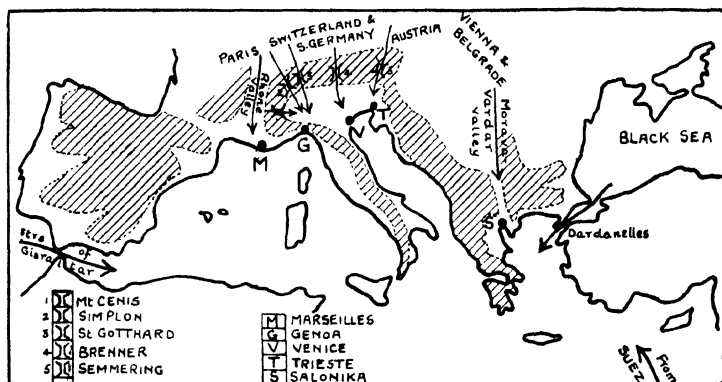 VIENNA &
BELGRADE
PARIS
SWITZERLAND &
S. GERMANY
AUSTRIA
Rhone
Valley
Morava
Vardar
valley
BLACK SEA
Dardanelles
M
G
V
T
S
Strs of
Gibraltar
From
SUEZ
1 Mt CENIS
2 SIMPLON
3 St GOTTHARD
4 BRENNER
5 SEMMERING
M MARSEILLES
G GENOA
V VENICE
T TRIESTE
S SALONIKA